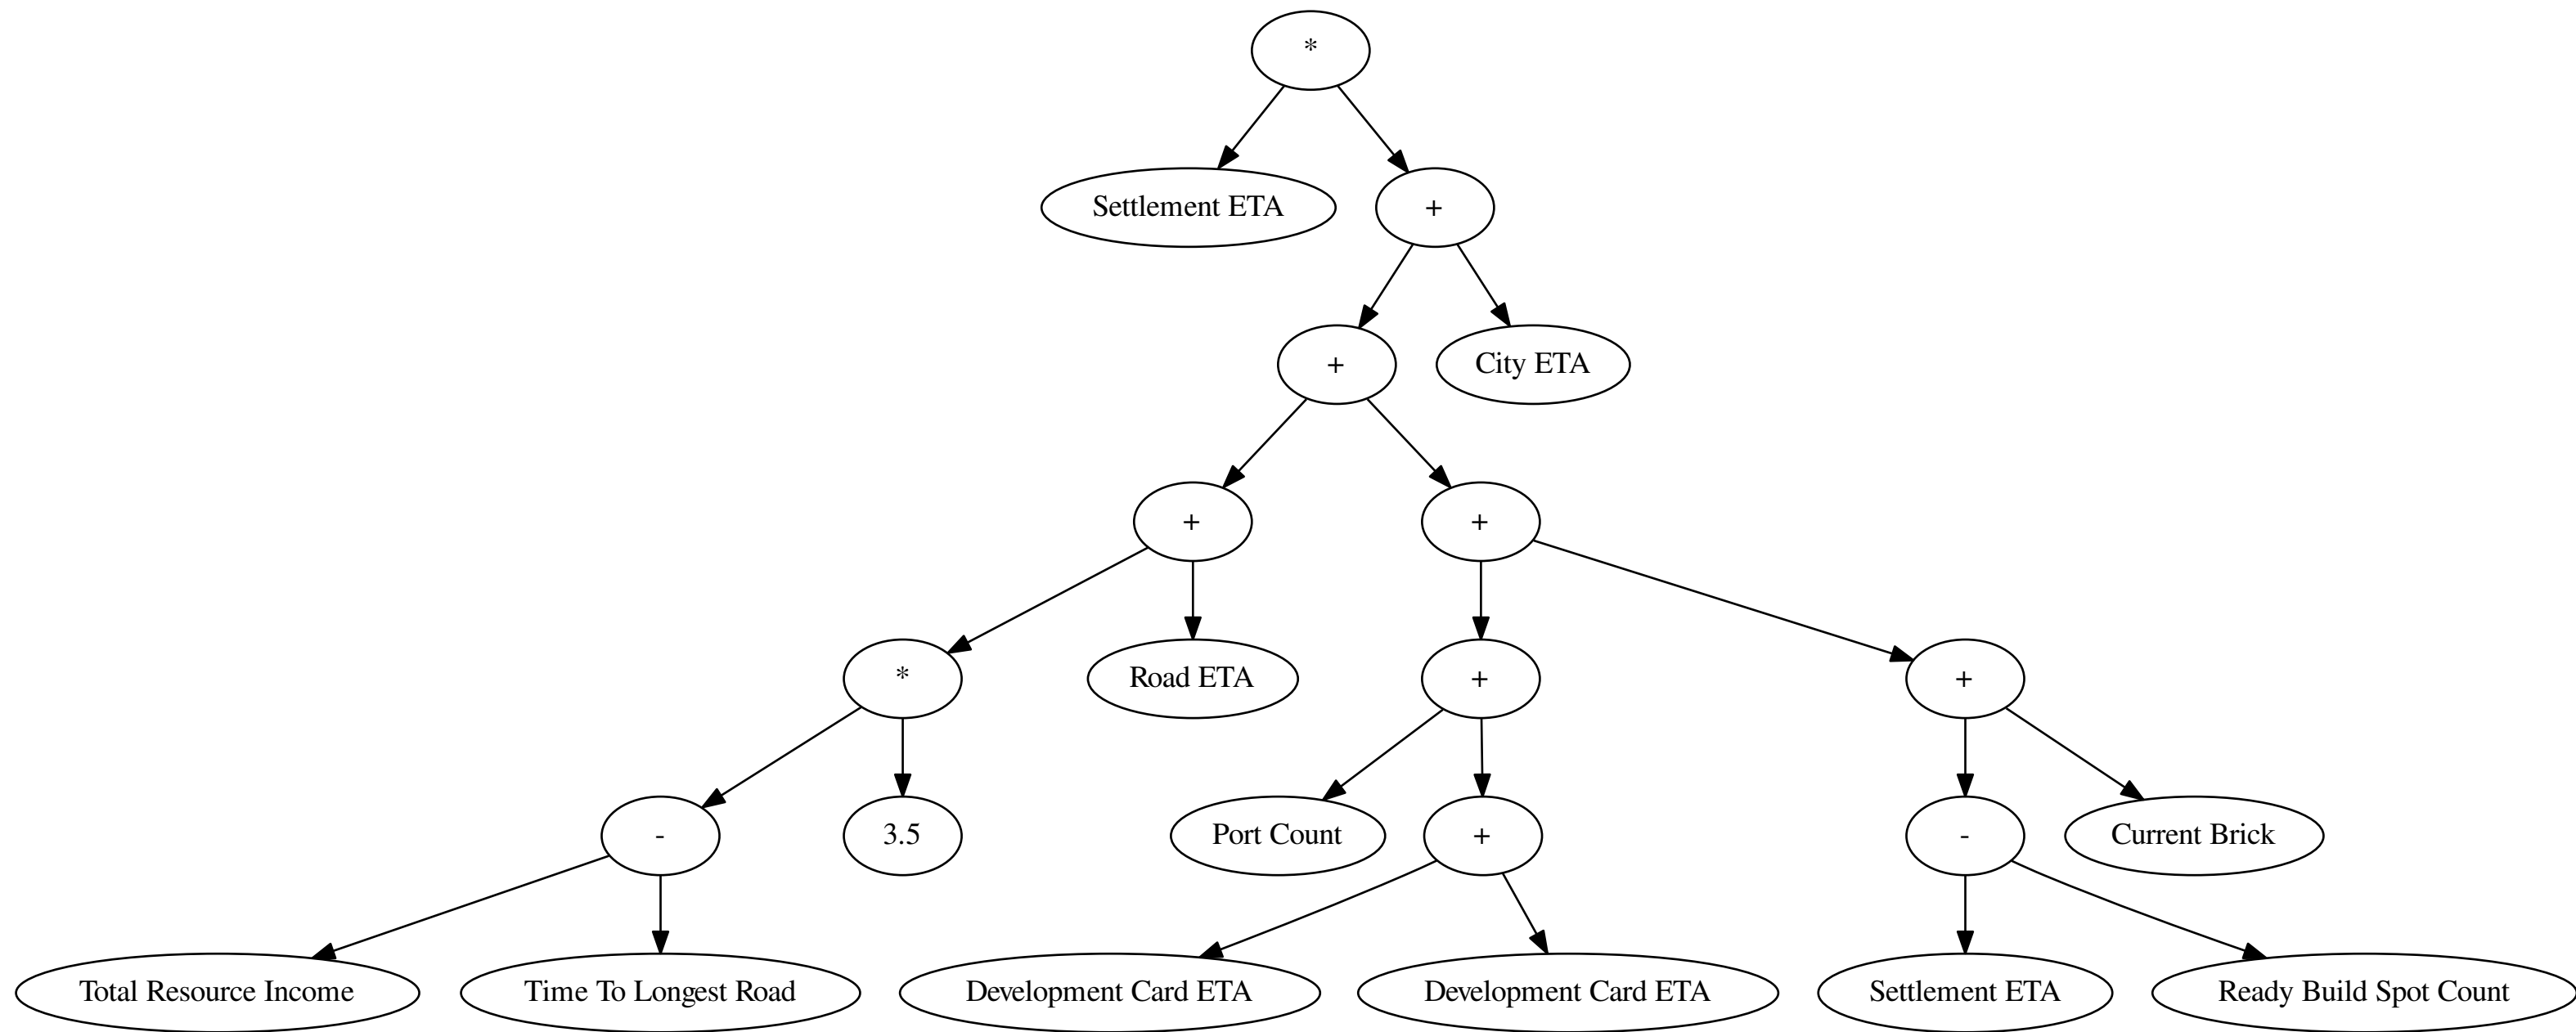 *
Settlement ETA
+
+
City ETA
+
+
*
Road ETA
+
+
-
3.5
Port Count
+
-
Current Brick
Total Resource Income
Time To Longest Road
Development Card ETA
Development Card ETA
Settlement ETA
Ready Build Spot Count